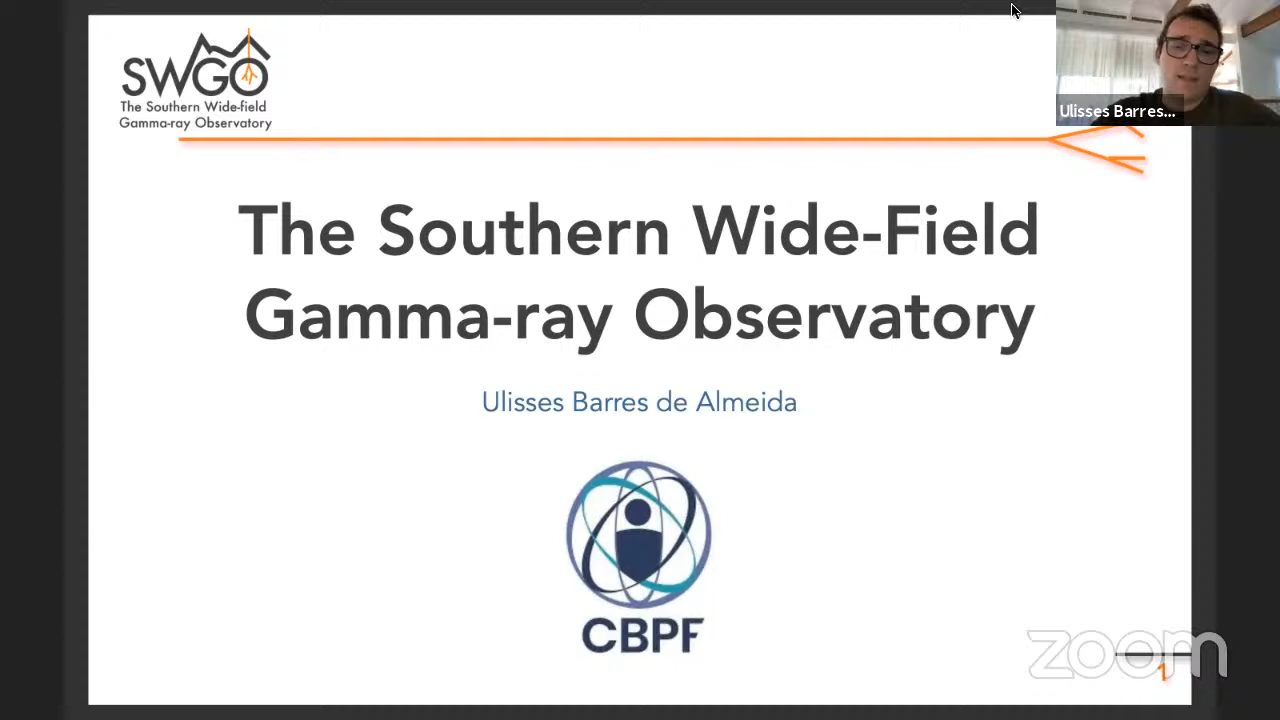 SWGO
The Southern Wide-field
Gamma-ray Observatory
Ulisses Barres...
The Southern Wide-Field
Gamma-ray Observatory
Ulisses Barres de Almeida
CBPF
zoom
1